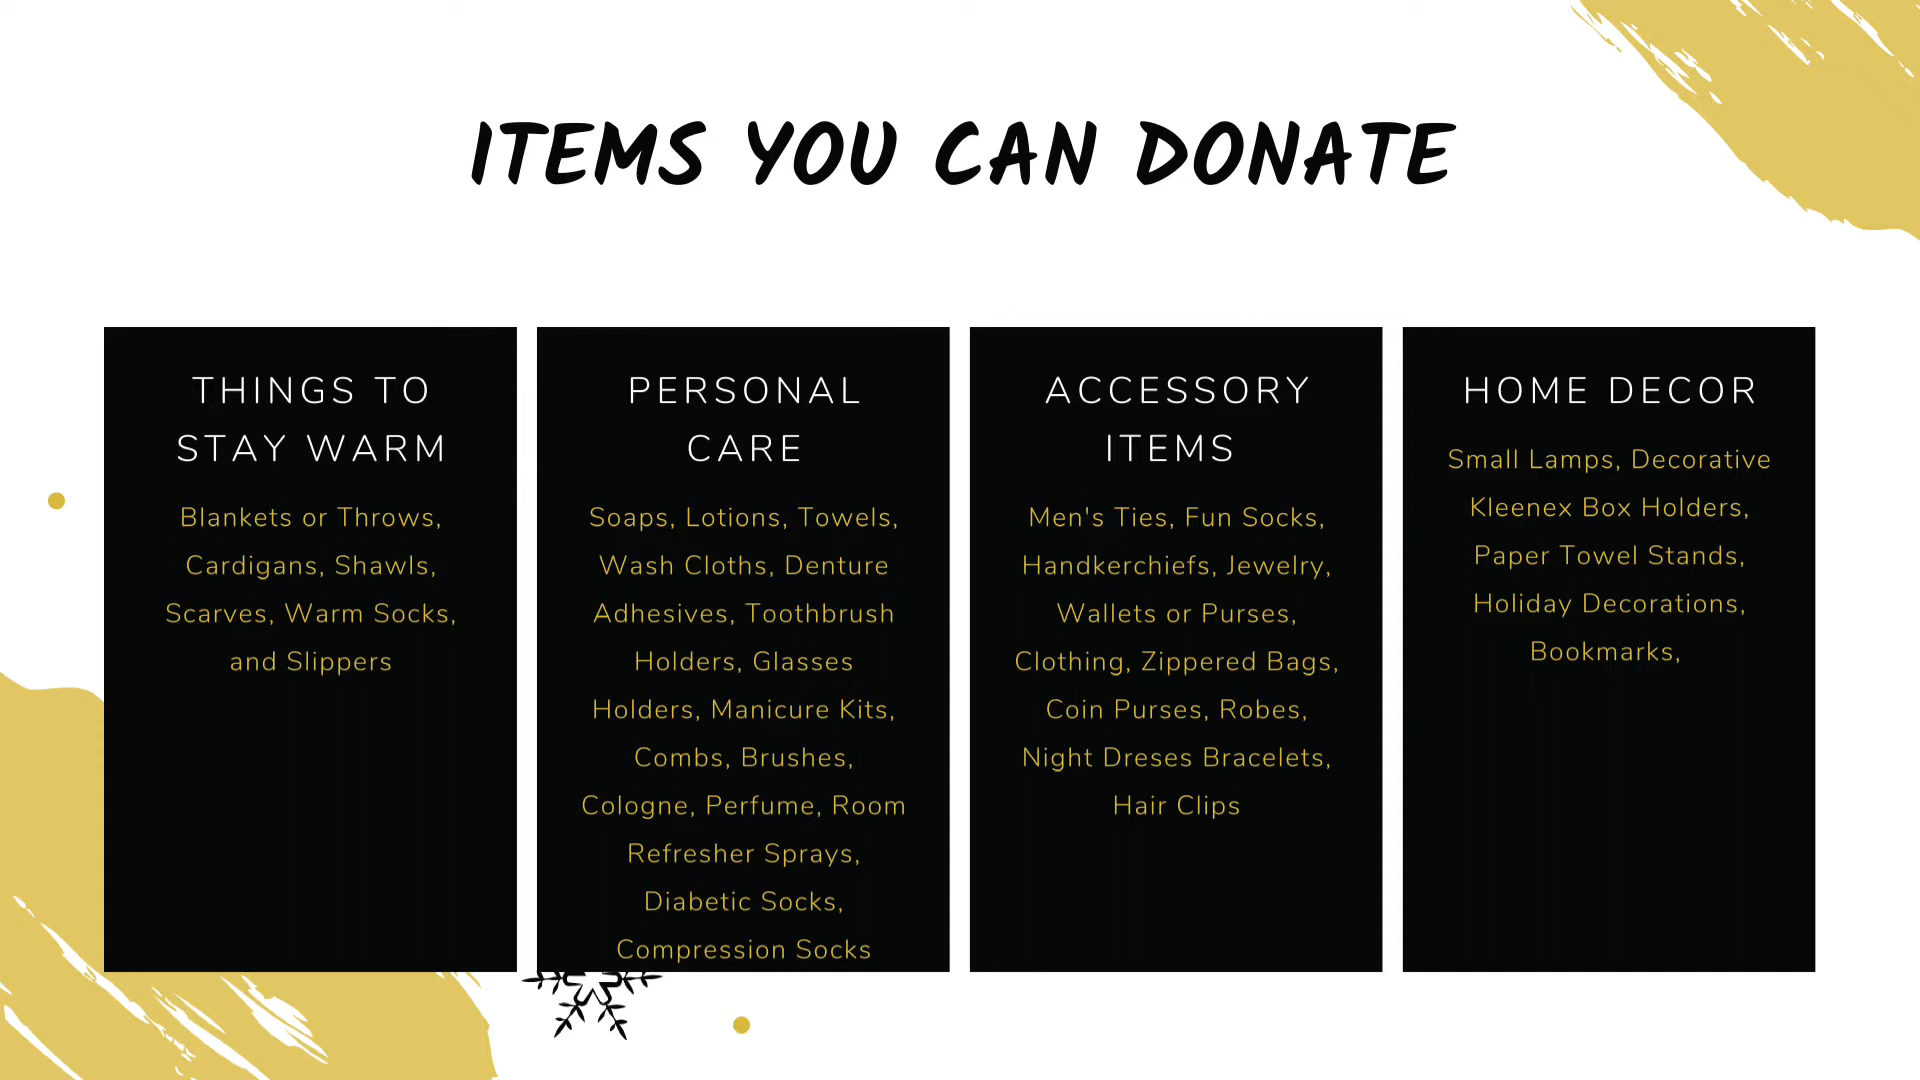 ITEMS YOU CAN DONATE
THINGS TO
STAY WARM
Blankets or Throws,
Cardigans, Shawls,
Scarves, Warm Socks,
and Slippers
PERSONAL
CARE
Soaps, Lotions, Towels,
Wash Cloths, Denture
Adhesives, Toothbrush
Holders, Glasses
Holders, Manicure Kits,
Combs, Brushes,
Cologne, Perfume, Room
Refresher Sprays,
Diabetic Socks,
Compression Socks
ACCESSORY
ITEMS
Men's Ties, Fun Socks,
Handkerchiefs, Jewelry,
Wallets or Purses,
Clothing, Zippered Bags,
Coin Purses, Robes,
Night Dreses Bracelets,
Hair Clips
HOME DECOR
Small Lamps, Decorative
Kleenex Box Holders,
Paper Towel Stands,
Holiday Decorations,
Bookmarks,